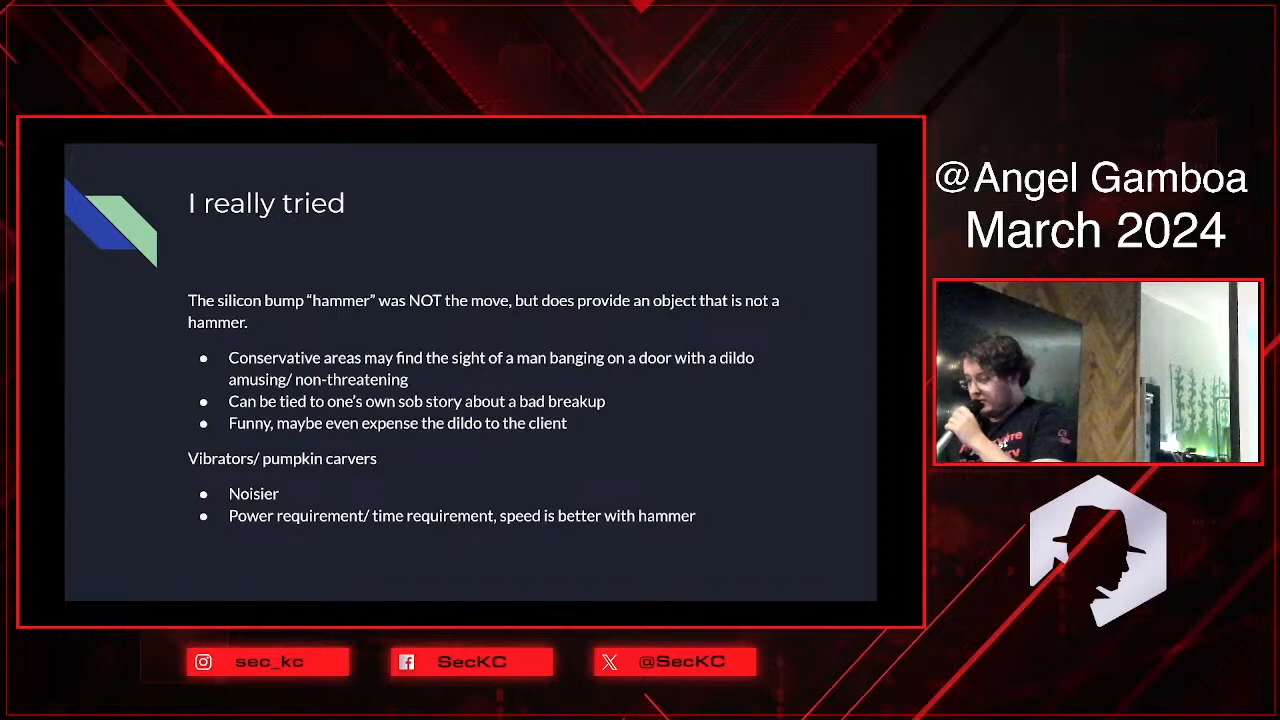 I really tried
The silicon bump “hammer” was NOT the move, but does provide an object that is not a
hammer.
● Conservative areas may find the sight of a man banging on a door with a dildo
amusing/ non-threatening
● Can be tied to one’s own sob story about a bad breakup
● Funny, maybe even expense the dildo to the client
Vibrators/ pumpkin carvers
● Noisier
● Power requirement/ time requirement, speed is better with hammer
@Angel Gamboa
March 2024
sec_kc
SecKC
@SecKC